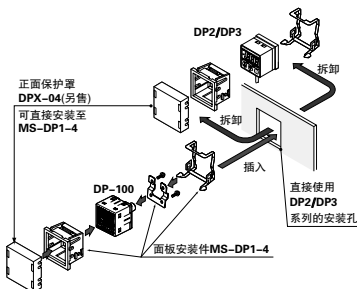 DP2/DP3
正面保护罩
DPX-04(另售)
可直接安装至
MS-DP1-4
拆卸
拆卸
插入
DP-100
直接使用
DP2/DP3
系列的安装孔
面板安装件MS-DP1-4